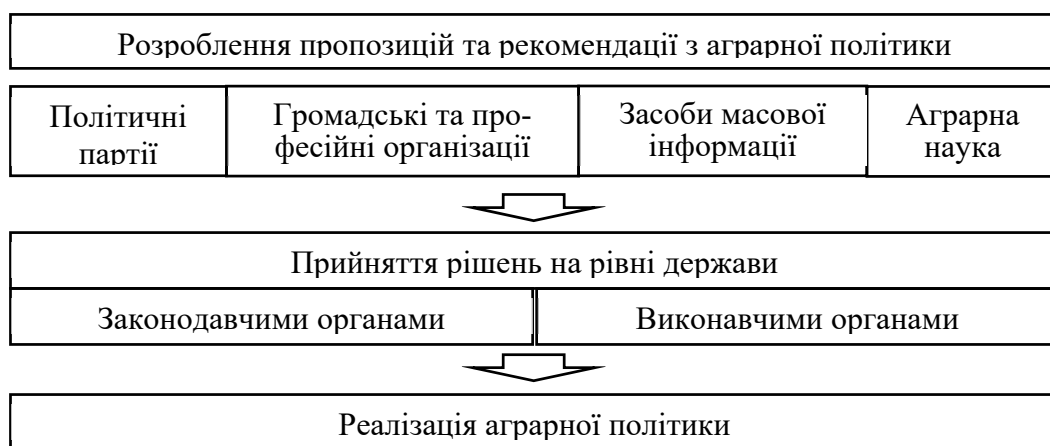 Розроблення пропозицій та рекомендації з аграрної політики
Політичні
партії
Громадські та про-
фесійні організації
Засоби масової
інформації
Аграрна
наука
Прийняття рішень на рівні держави
Законодавчими органами
Виконавчими органами
Реалізація аграрної політики